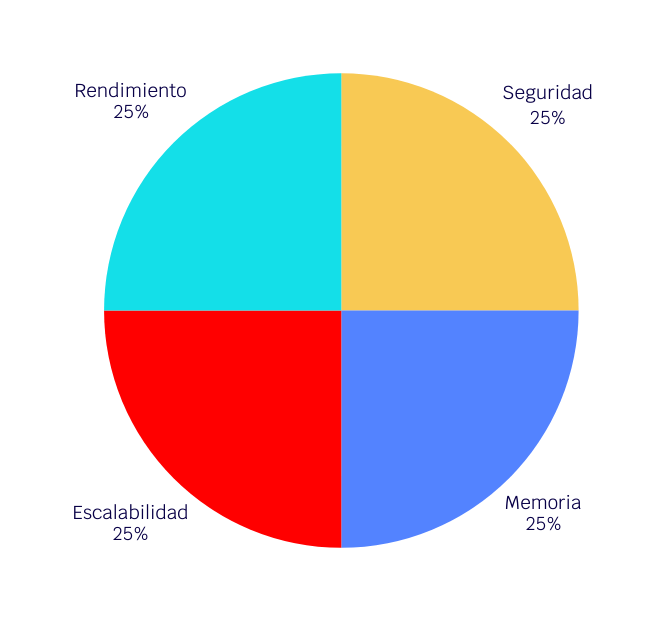 Rendimiento
25%
Seguridad
25%
Escalabilidad
25%
Memoria
25%